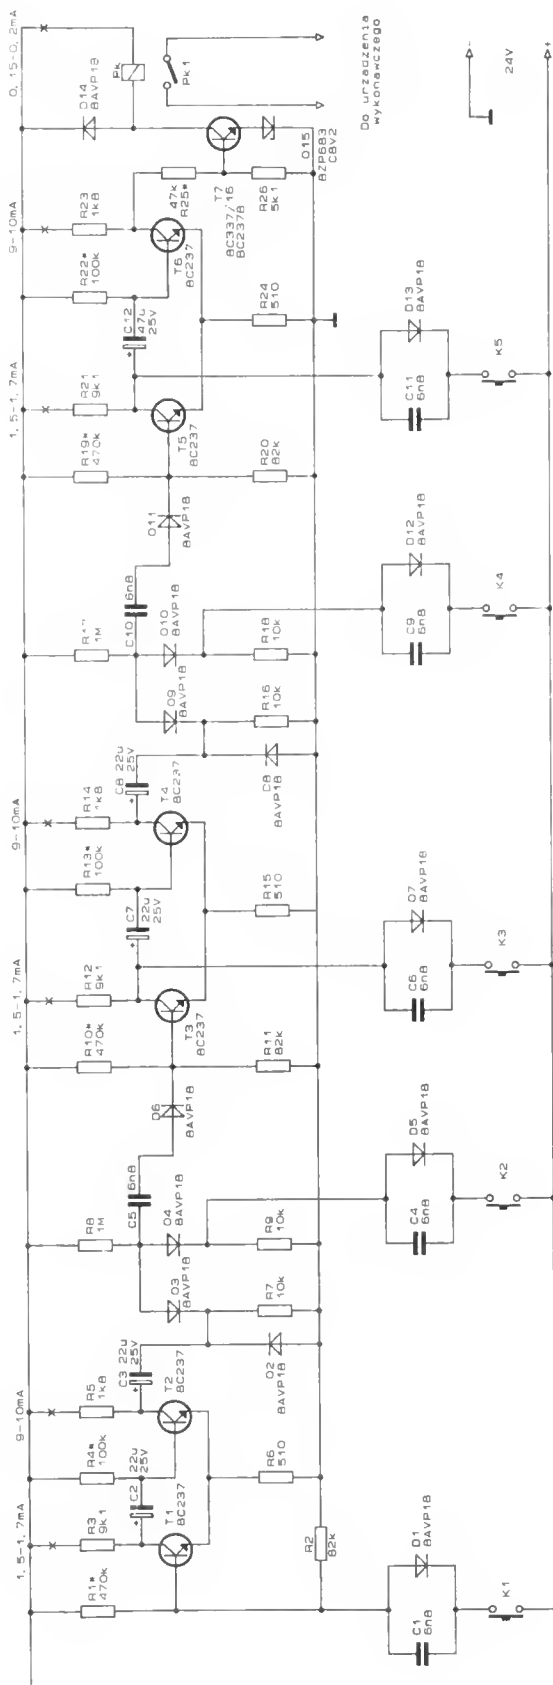 1.5-1.7mA
9-10mA
1.5-1.7mA
9-10mA
1.5-1.7mA
9-10mA
0.15-0.2mA
R1*
470k
R3
9k1
R4*
100k
R5
1k8
C2
22u
25V
C3 22u
25V
T1
BC237
T2
BC237
R6
510
R2
82k
D2
BAVP18
D3
BAVP18
R7
10k
R8
1M
C5
6n8
D4
BAVP18
R9
10k
D6
BAVP18
R10*
470k
R12
9k1
R13*
100k
R14
1k8
C7
22u
25V
C8 22u
25V
T3
BC237
T4
BC237
R11
82k
R15
510
D8
BAVP18
D9
BAVP18
R16
10k
R17
1M
C10
6n8
D10
BAVP18
R18
10k
D11
BAVP18
R19*
470k
R21
9k1
R22*
100k
R23
1k8
C12
47u
25V
T5
BC237
T6
BC237
R20
82k
R24
510
47k
R25*
T7
BC337/16
BC237B
R26
5k1
D14
BAVP18
D15
BZP683
C8V2
Pk
Pk1
Do urządzenia
wykonawczego
C1
6n8
D1
BAVP18
K1
C4
6n8
D5
BAVP18
K2
C6
6n8
D7
BAVP18
K3
C9
6n8
D12
BAVP18
K4
C11
6n8
D13
BAVP18
K5
-
24V
+